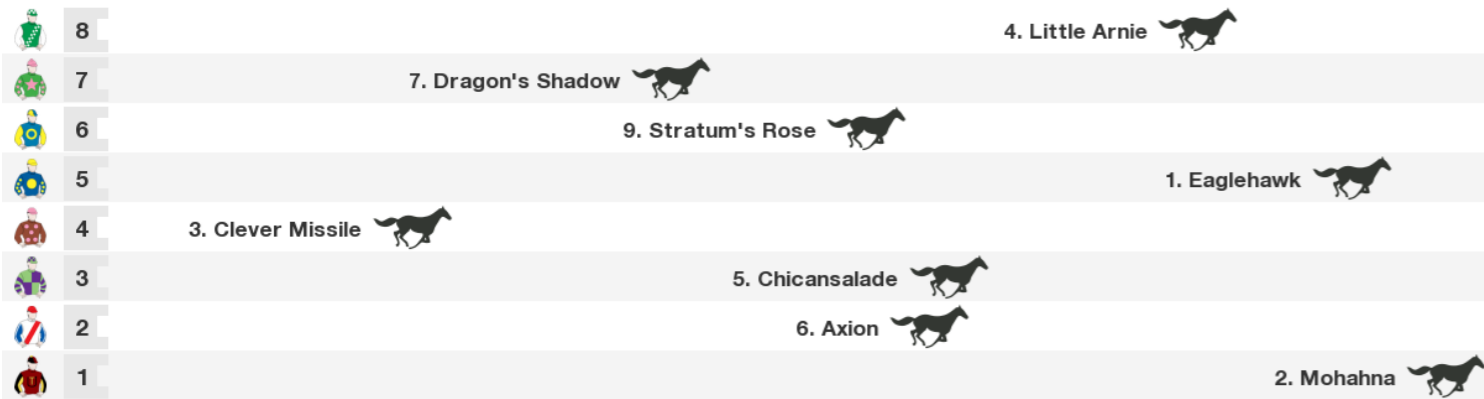 8 4. Little Arnie
7 7. Dragon's Shadow
6 9. Stratum's Rose
5 1. Eaglehawk
4 3. Clever Missile
3 5. Chicansalade
2 6. Axion
1 2. Mohahna